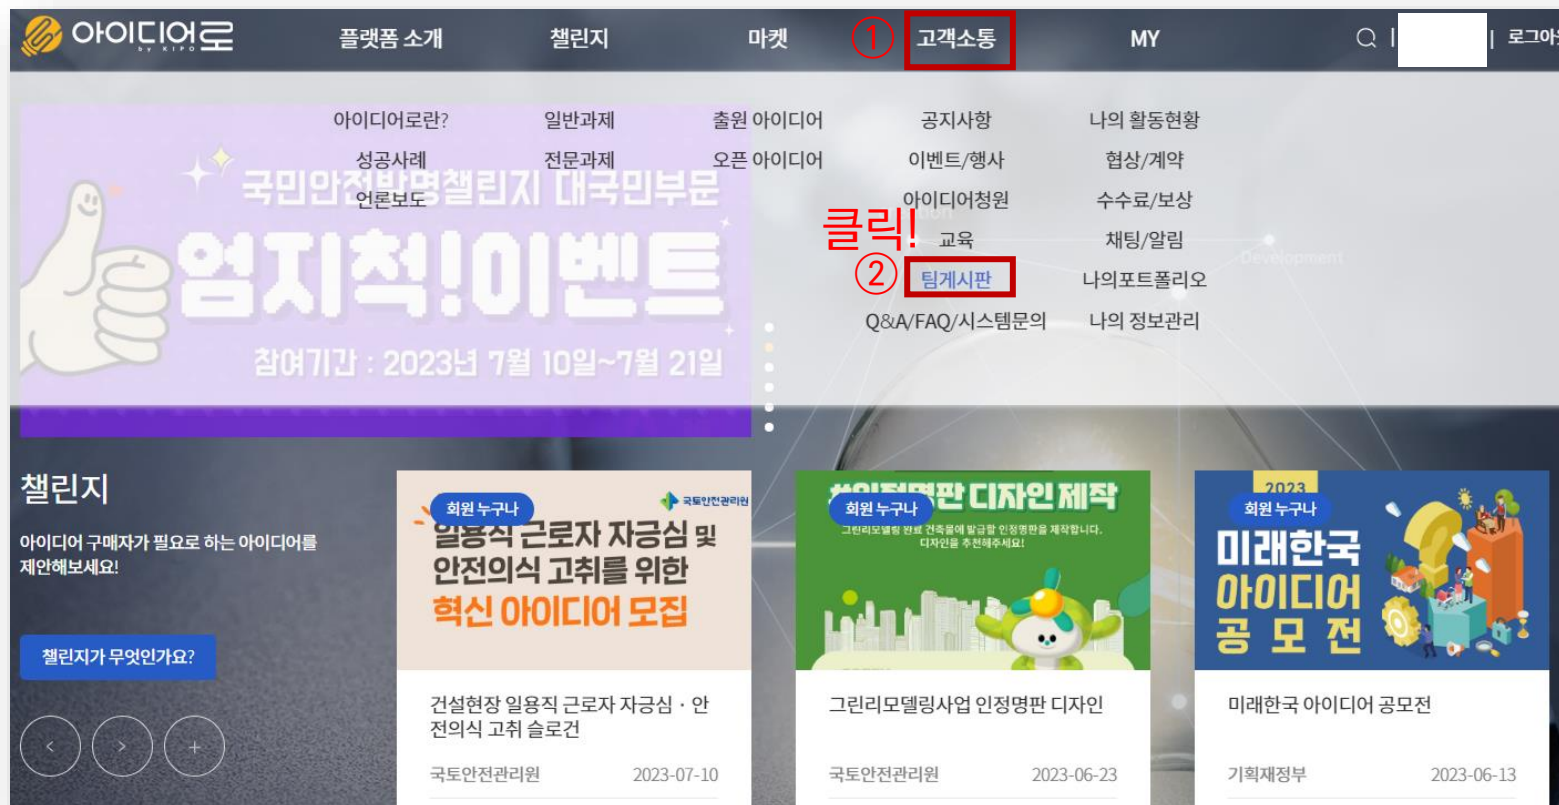 아이디어로
by KIPO
플랫폼 소개
챌린지
마켓
①
고객소통
MY
로그아웃
아이디어로란?
일반과제
출원 아이디어
공지사항
나의 활동현황
성공사례
전문과제
오픈 아이디어
이벤트/행사
협상/계약
언론보도
아이디어청원
수수료/보상
클릭!
교육
채팅/알림
②
팀게시판
나의포트폴리오
Q&A/FAQ/시스템문의
나의 정보관리
국민안전발명챌린지 대국민부문
엄지척!이벤트
참여기간 : 2023년 7월 10일~7월 21일
Development
챌린지
아이디어 구매자가 필요로 하는 아이디어를
제안해보세요!
챌린지가 무엇인가요?
국토안전관리원
회원 누구나
일용직 근로자 자긍심 및
안전의식 고취를 위한
혁신 아이디어 모집
건설현장 일용직 근로자 자긍심 · 안
전의식 고취 슬로건
국토안전관리원
2023-07-10
#인정명판 디자인 제작
회원 누구나
그린리모델링 완료 건축물에 발급할 인정명판을 제작합니다.
디자인을 추천해주세요!
그린리모델링사업 인정명판 디자인
국토안전관리원
2023-06-23
2023
회원 누구나
미래한국
아이디어
공모전
미래한국 아이디어 공모전
기획재정부
2023-06-13